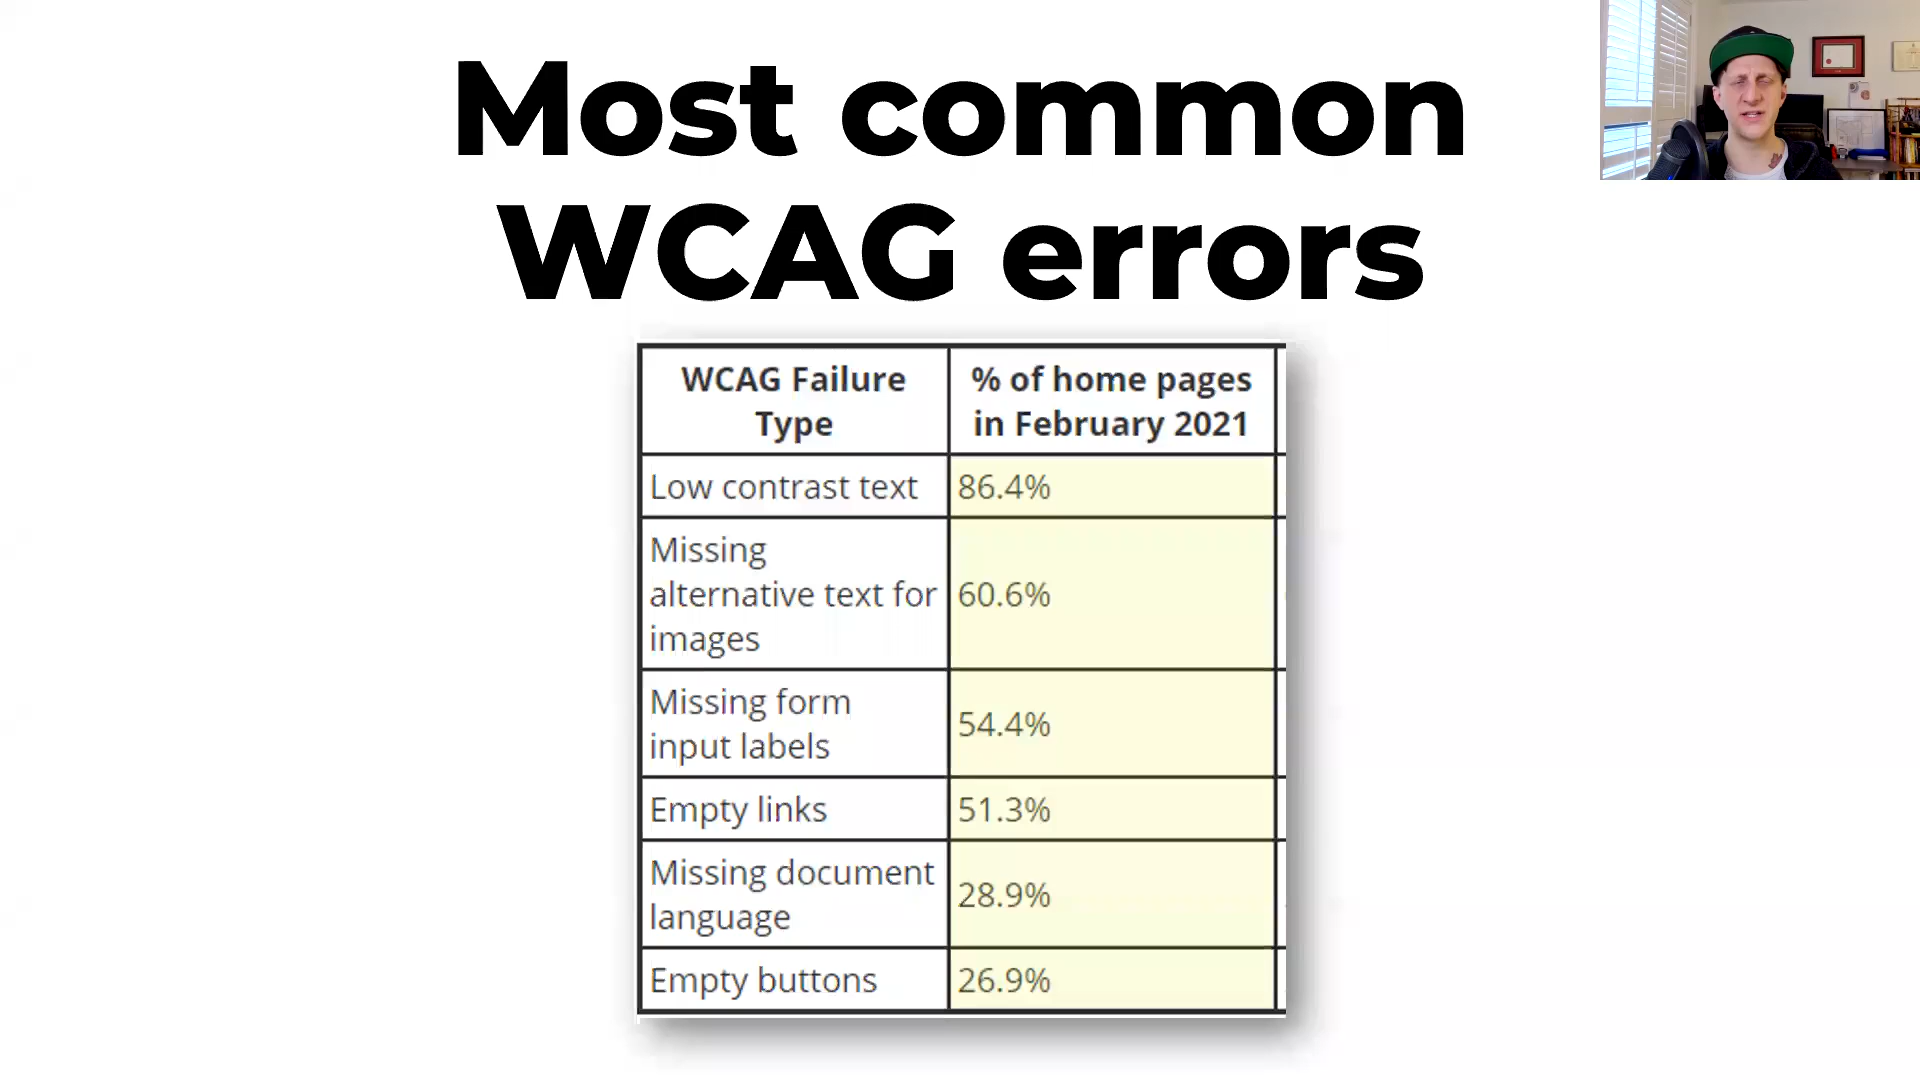 Most common
WCAG errors
WCAG Failure
Type
% of home pages
in February 2021
Low contrast text
86.4%
Missing
alternative text for
images
60.6%
Missing form
input labels
54.4%
Empty links
51.3%
Missing document
language
28.9%
Empty buttons
26.9%